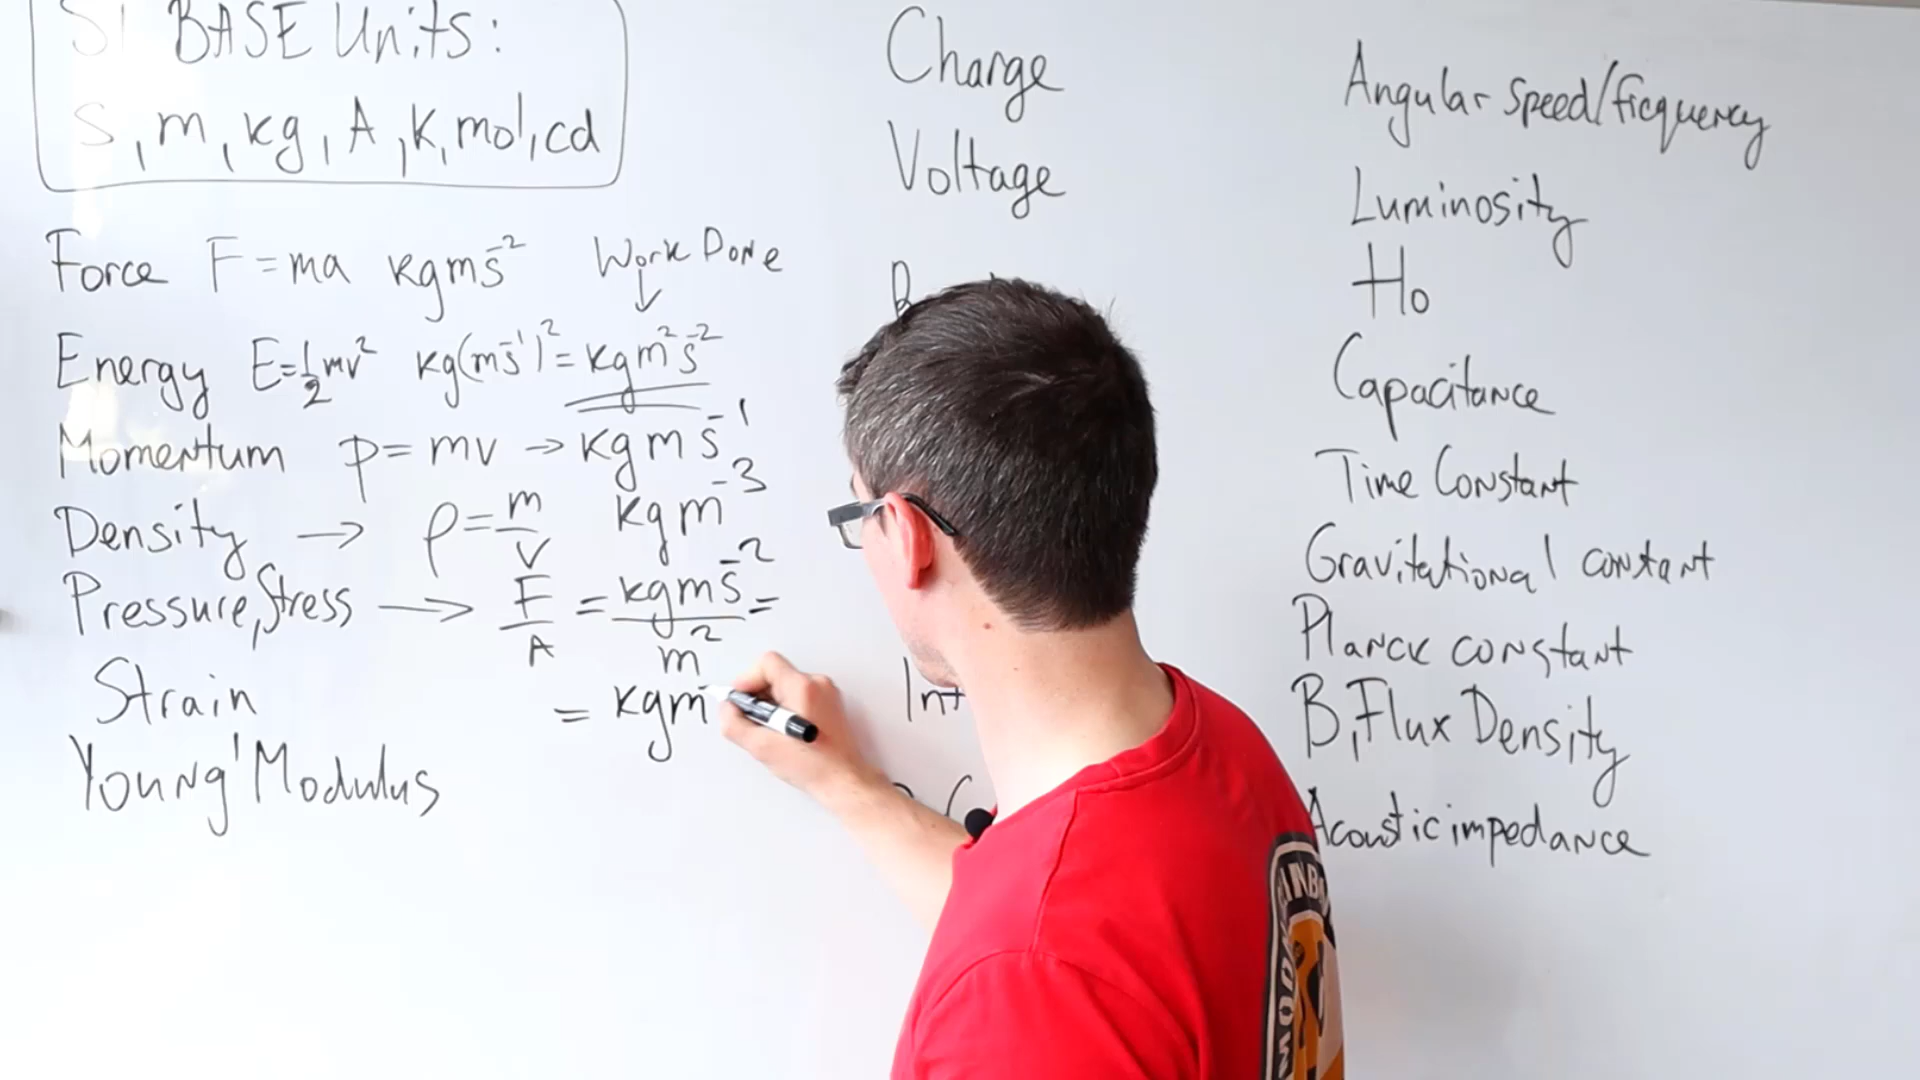 SI BASE Units:
s, m, kg, A, K, mol, cd
Force F = ma kgms⁻²
Work Done
↓
Energy E=½mv² kg(ms⁻¹)² = kgm²s⁻²
Momentum p = mv → kgms⁻¹
Density → ρ = m/V kgm⁻³
Pressure, Stress → F/A = kgms⁻²/m² =
= kgm⁻
Strain
Young' Modulus
Charge
Voltage
Angular Speed/frequency
Luminosity
Ho
Capacitance
Time Constant
Gravitational constant
Planck constant
B, Flux Density
Acoustic impedance